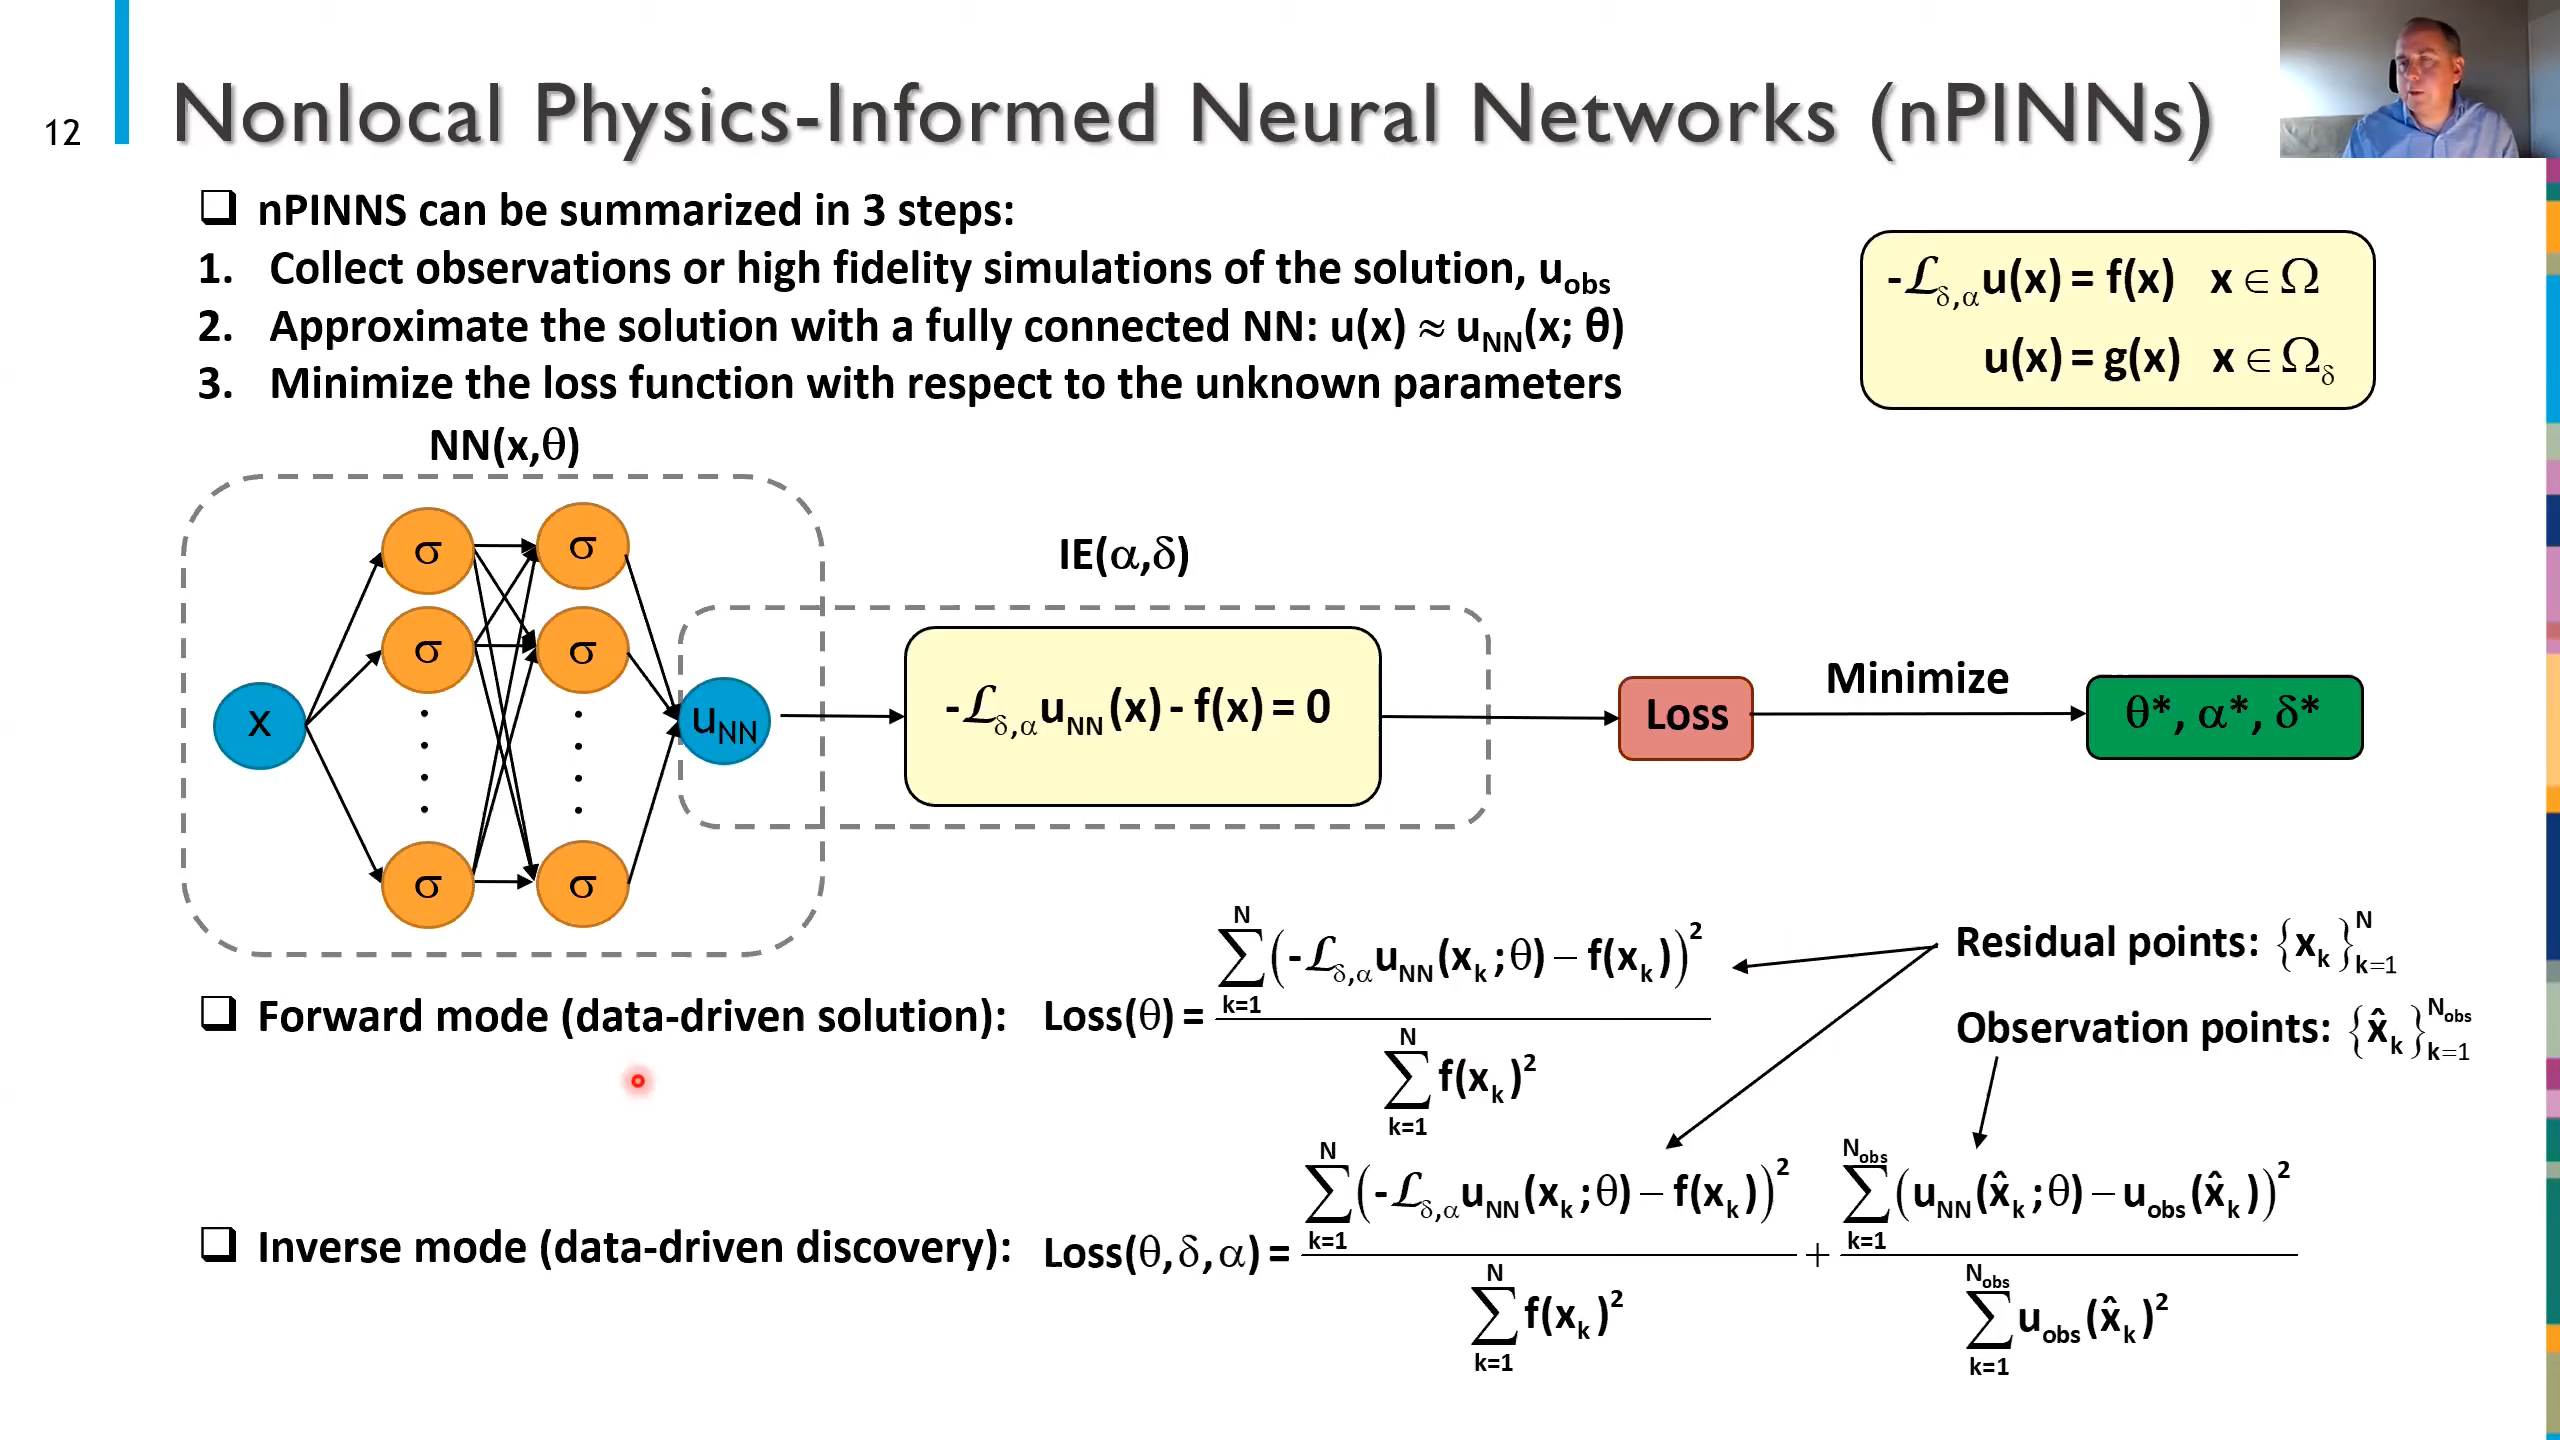 12
Nonlocal Physics-Informed Neural Networks (nPINNs)
❑ nPINNS can be summarized in 3 steps:
1. Collect observations or high fidelity simulations of the solution, u_obs
2. Approximate the solution with a fully connected NN: u(x) ≈ u_NN(x; θ)
3. Minimize the loss function with respect to the unknown parameters
-ℒ_δ,α u(x) = f(x) x ∈ Ω
u(x) = g(x) x ∈ Ω_δ
NN(x,θ)
x
σ σ
σ σ
σ σ
u_NN
IE(α,δ)
-ℒ_δ,α u_NN(x) - f(x) = 0
Loss
Minimize
θ*, α*, δ*
❑ Forward mode (data-driven solution): Loss(θ) = ∑_{k=1}^{N} (-ℒ_δ,α u_NN(x_k;θ) − f(x_k))² / ∑_{k=1}^{N} f(x_k)²
Residual points: {x_k}_{k=1}^{N}
Observation points: {x̂_k}_{k=1}^{N_obs}
❑ Inverse mode (data-driven discovery): Loss(θ,δ,α) = ∑_{k=1}^{N} (-ℒ_δ,α u_NN(x_k;θ) − f(x_k))² / ∑_{k=1}^{N} f(x_k)² + ∑_{k=1}^{N_obs} (u_NN(x̂_k;θ) − u_obs(x̂_k))² / ∑_{k=1}^{N_obs} u_obs(x̂_k)²